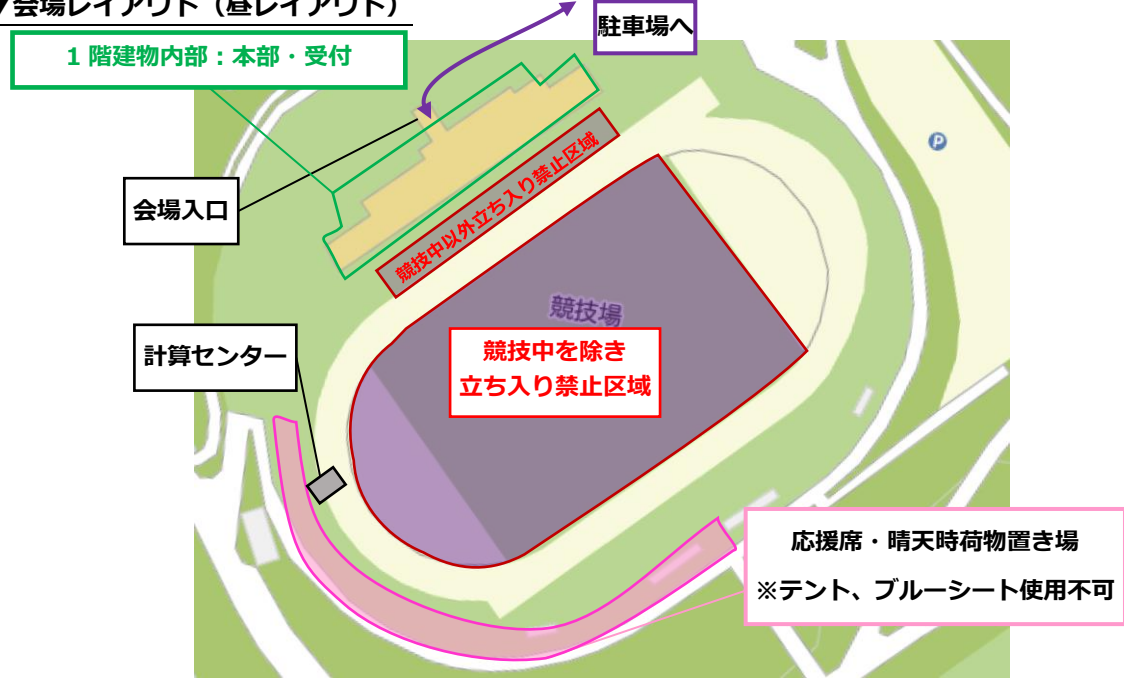 ▼会場レイアウト（昼レイアウト）
駐車場へ
1 階建物内部：本部・受付
P
競技中以外立ち入り禁止区域
会場入口
競技場
計算センター
競技中を除き
立ち入り禁止区域
応援席・晴天時荷物置き場
※テント、ブルーシート使用不可